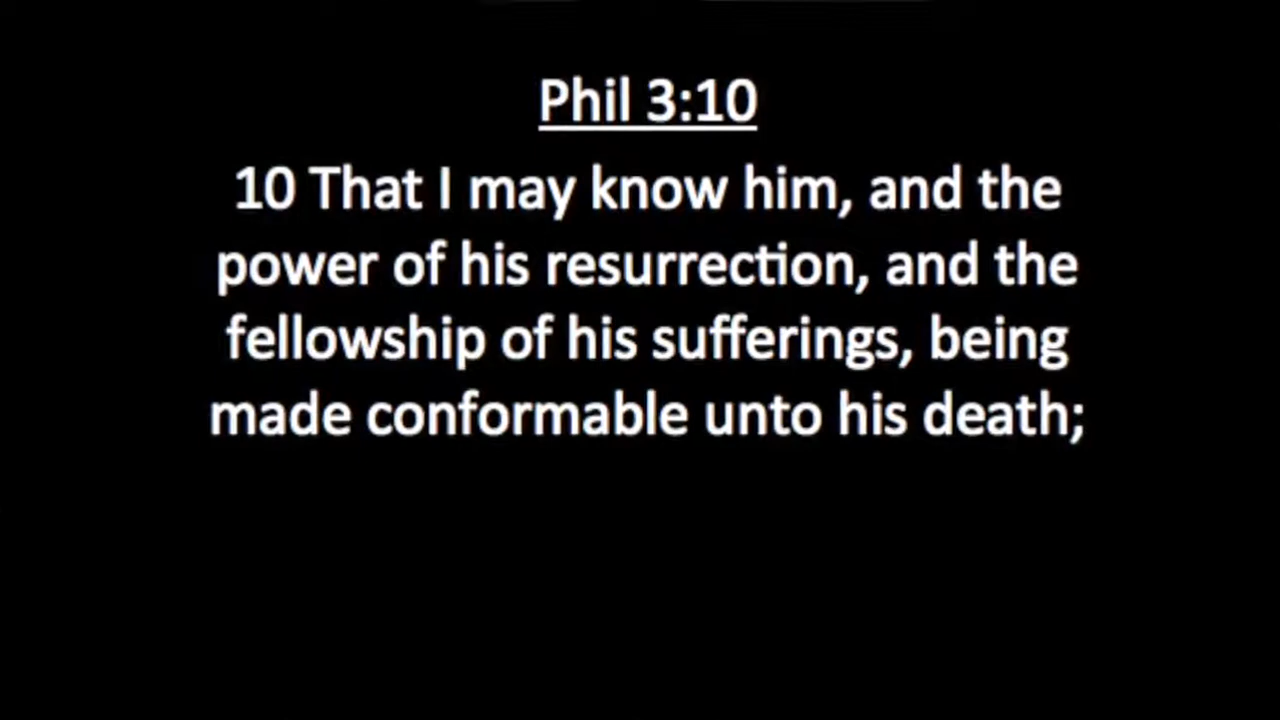 Phil 3:10
10 That I may know him, and the
power of his resurrection, and the
fellowship of his sufferings, being
made conformable unto his death;